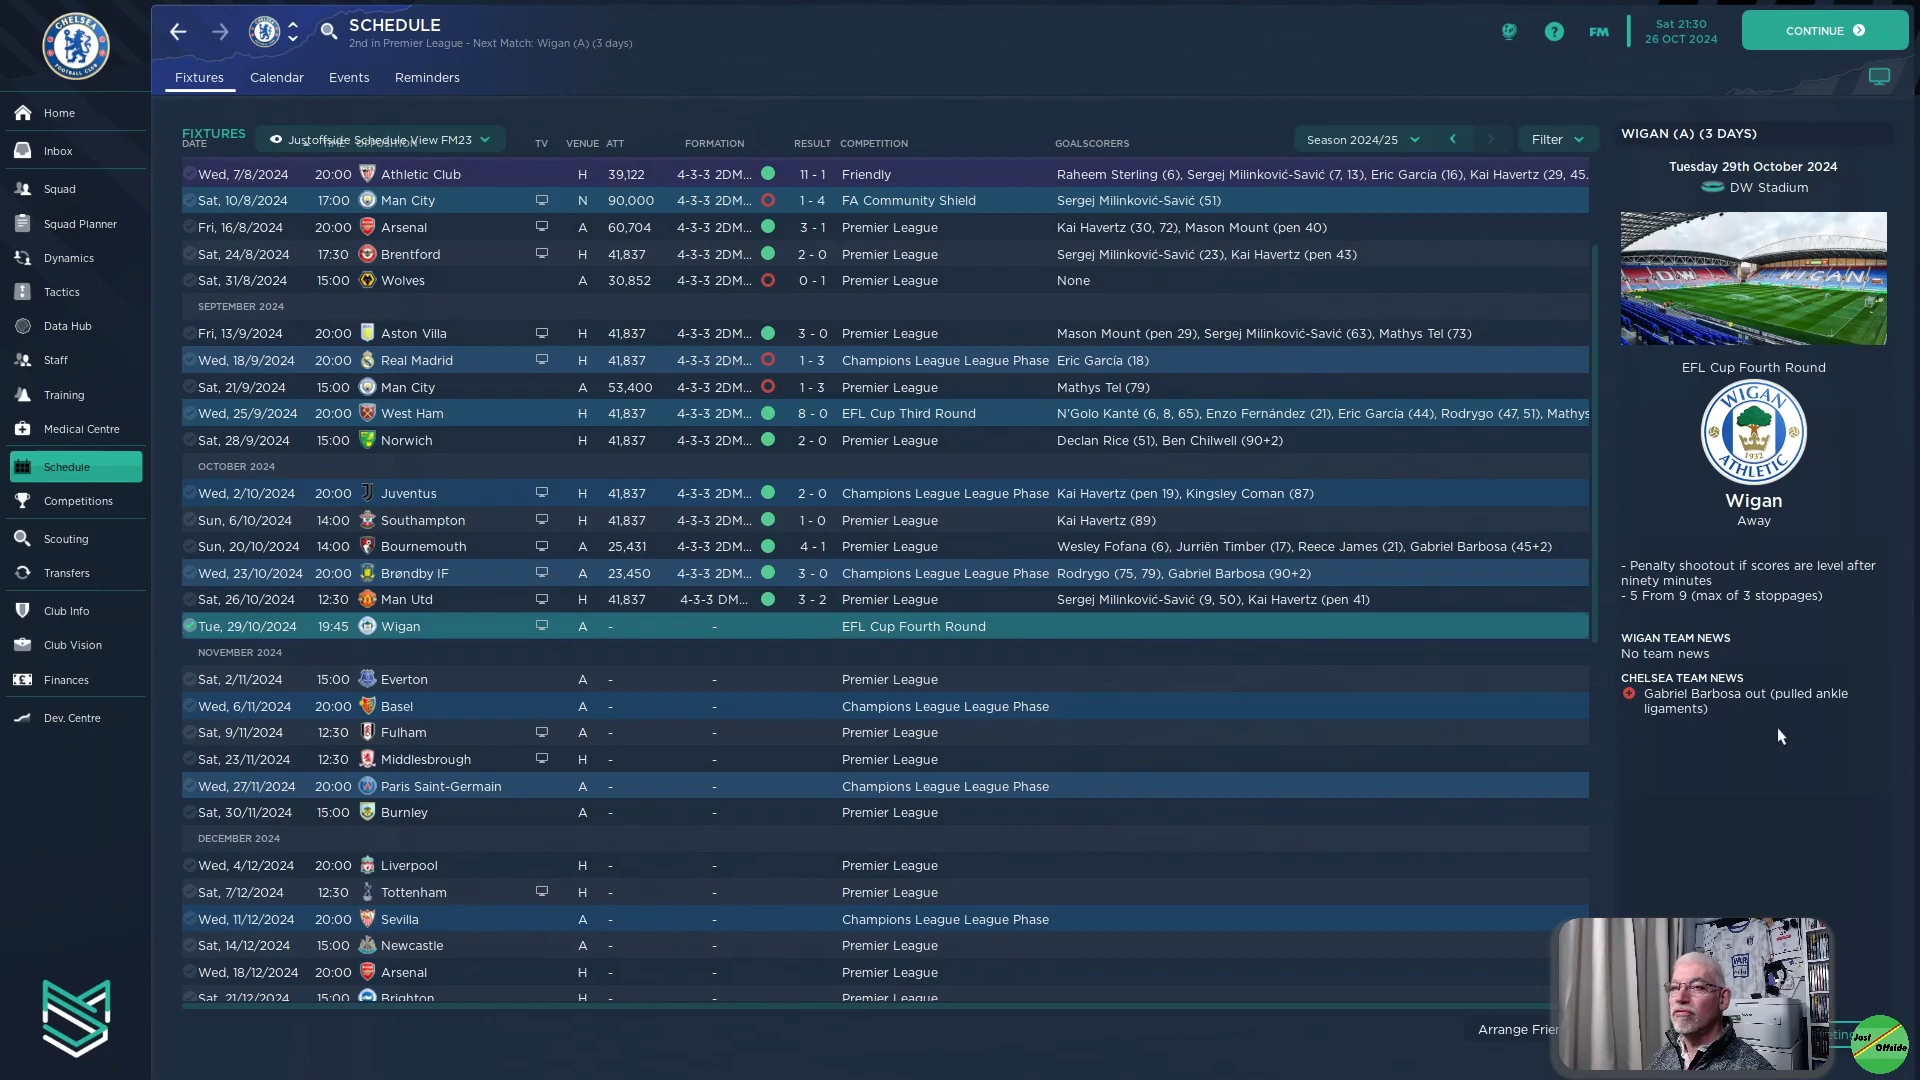 CHELSEA
FOOTBALL CLUB
SCHEDULE
2nd in Premier League - Next Match: Wigan (A) (3 days)
FM
Sat 21:30
26 OCT 2024
CONTINUE
Fixtures Calendar Events Reminders
Home
Inbox
Squad
Squad Planner
Dynamics
Tactics
Data Hub
Staff
Training
Medical Centre
Schedule
Competitions
Scouting
Transfers
Club Info
Club Vision
Finances
Dev. Centre
FIXTURES
Justoffside Schedule View FM23
Season 2024/25
Filter
DATE TIME OPPOSITION TV VENUE ATT FORMATION RESULT COMPETITION GOALSCORERS
Wed, 7/8/2024 20:00 Athletic Club H 39,122 4-3-3 2DM... 11 - 1 Friendly Raheem Sterling (6), Sergej Milinković-Savić (7, 13), Eric García (16), Kai Havertz (29, 45...
Sat, 10/8/2024 17:00 Man City N 90,000 4-3-3 2DM... 1 - 4 FA Community Shield Sergej Milinković-Savić (51)
Fri, 16/8/2024 20:00 Arsenal A 60,704 4-3-3 2DM... 3 - 1 Premier League Kai Havertz (30, 72), Mason Mount (pen 40)
Sat, 24/8/2024 17:30 Brentford H 41,837 4-3-3 2DM... 2 - 0 Premier League Sergej Milinković-Savić (23), Kai Havertz (pen 43)
Sat, 31/8/2024 15:00 Wolves A 30,852 4-3-3 2DM... 0 - 1 Premier League None
SEPTEMBER 2024
Fri, 13/9/2024 20:00 Aston Villa H 41,837 4-3-3 2DM... 3 - 0 Premier League Mason Mount (pen 29), Sergej Milinković-Savić (63), Mathys Tel (73)
Wed, 18/9/2024 20:00 Real Madrid H 41,837 4-3-3 2DM... 1 - 3 Champions League League Phase Eric García (18)
Sat, 21/9/2024 15:00 Man City A 53,400 4-3-3 2DM... 1 - 3 Premier League Mathys Tel (79)
Wed, 25/9/2024 20:00 West Ham H 41,837 4-3-3 2DM... 8 - 0 EFL Cup Third Round N'Golo Kanté (6, 8, 65), Enzo Fernández (21), Eric García (44), Rodrygo (47, 51), Mathys
Sat, 28/9/2024 15:00 Norwich H 41,837 4-3-3 2DM... 2 - 0 Premier League Declan Rice (51), Ben Chilwell (90+2)
OCTOBER 2024
Wed, 2/10/2024 20:00 Juventus H 41,837 4-3-3 2DM... 2 - 0 Champions League League Phase Kai Havertz (pen 19), Kingsley Coman (87)
Sun, 6/10/2024 14:00 Southampton H 41,837 4-3-3 2DM... 1 - 0 Premier League Kai Havertz (89)
Sun, 20/10/2024 14:00 Bournemouth A 25,431 4-3-3 2DM... 4 - 1 Premier League Wesley Fofana (6), Jurriën Timber (17), Reece James (21), Gabriel Barbosa (45+2)
Wed, 23/10/2024 20:00 Brøndby IF A 23,450 4-3-3 2DM... 3 - 0 Champions League League Phase Rodrygo (75, 79), Gabriel Barbosa (90+2)
Sat, 26/10/2024 12:30 Man Utd H 41,837 4-3-3 DM... 3 - 2 Premier League Sergej Milinković-Savić (9, 50), Kai Havertz (pen 41)
Tue, 29/10/2024 19:45 Wigan A - - EFL Cup Fourth Round
NOVEMBER 2024
Sat, 2/11/2024 15:00 Everton A - - Premier League
Wed, 6/11/2024 20:00 Basel A - - Champions League League Phase
Sat, 9/11/2024 12:30 Fulham A - - Premier League
Sat, 23/11/2024 12:30 Middlesbrough H - - Premier League
Wed, 27/11/2024 20:00 Paris Saint-Germain A - - Champions League League Phase
Sat, 30/11/2024 15:00 Burnley A - - Premier League
DECEMBER 2024
Wed, 4/12/2024 20:00 Liverpool H - - Premier League
Sat, 7/12/2024 12:30 Tottenham H - - Premier League
Wed, 11/12/2024 20:00 Sevilla A - - Champions League League Phase
Sat, 14/12/2024 15:00 Newcastle A - - Premier League
Wed, 18/12/2024 20:00 Arsenal H - - Premier League
Sat, 21/12/2024 15:00 Brighton H - - Premier League
Arrange Frien
WIGAN (A) (3 DAYS)
Tuesday 29th October 2024
DW Stadium
DW WIGAN
EFL Cup Fourth Round
WIGAN
1932
ATHLETIC
Wigan
Away
- Penalty shootout if scores are level after
ninety minutes
- 5 From 9 (max of 3 stoppages)
WIGAN TEAM NEWS
No team news
CHELSEA TEAM NEWS
Gabriel Barbosa out (pulled ankle
ligaments)
Just
Offside